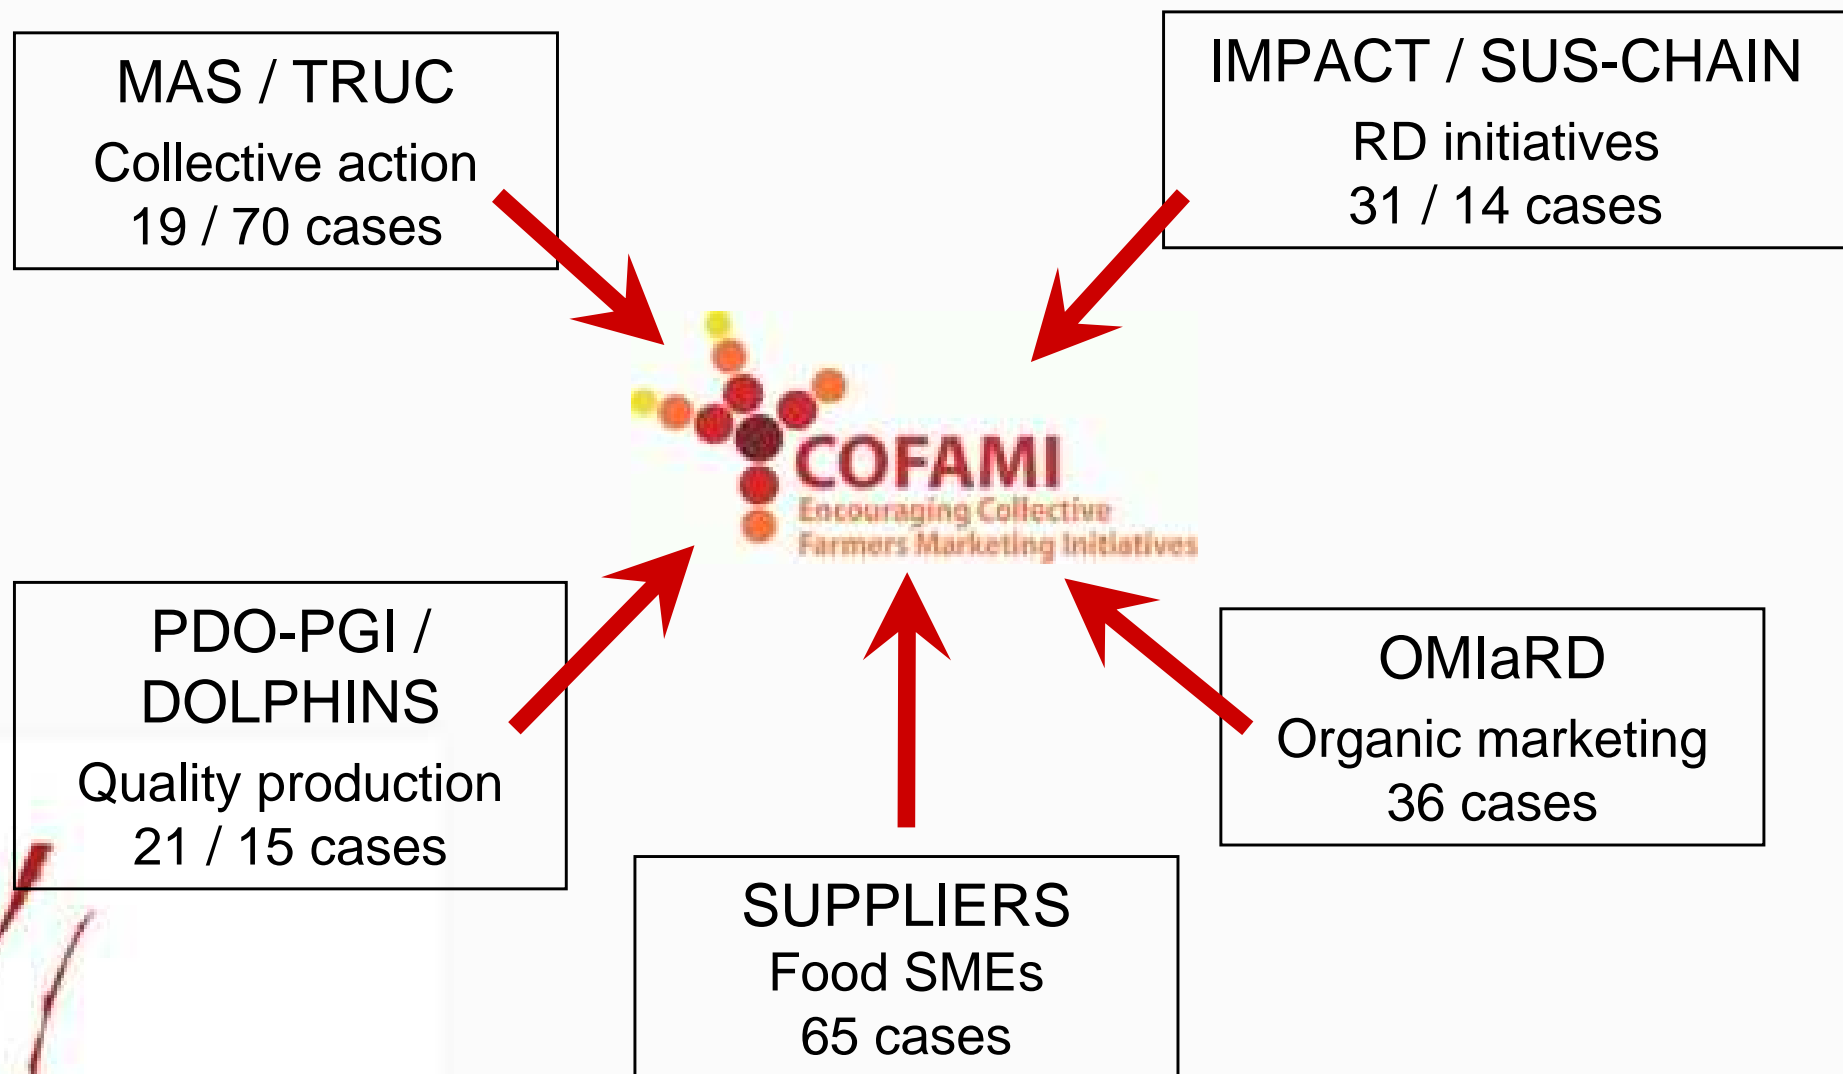 MAS / TRUC
Collective action
19 / 70 cases
IMPACT / SUS-CHAIN
RD initiatives
31 / 14 cases
COFAMI
Encouraging Collective
Farmers Marketing Initiatives
PDO-PGI /
DOLPHINS
Quality production
21 / 15 cases
OMIaRD
Organic marketing
36 cases
SUPPLIERS
Food SMEs
65 cases